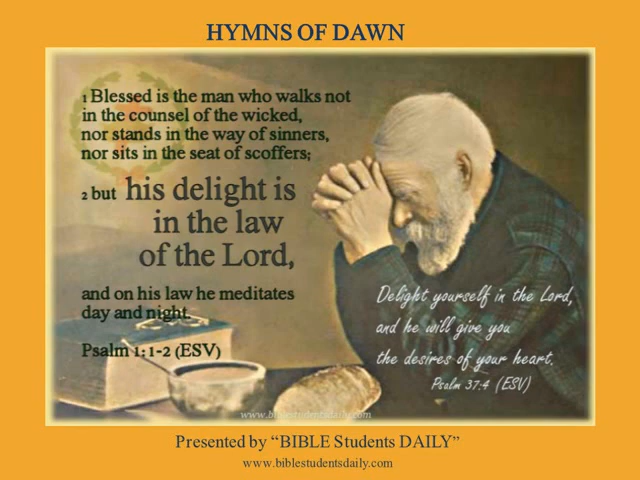 HYMNS OF DAWN
1 Blessed is the man who walks not
in the counsel of the wicked,
nor stands in the way of sinners,
nor sits in the seat of scoffers;
2 but his delight is
in the law
of the Lord,
and on his law he meditates
day and night.
Psalm 1:1-2 (ESV)
Delight yourself in the Lord,
and he will give you
the desires of your heart.
Psalm 37:4 (ESV)
www.biblestudentsdaily.com
Presented by “BIBLE Students DAILY”
www.biblestudentsdaily.com